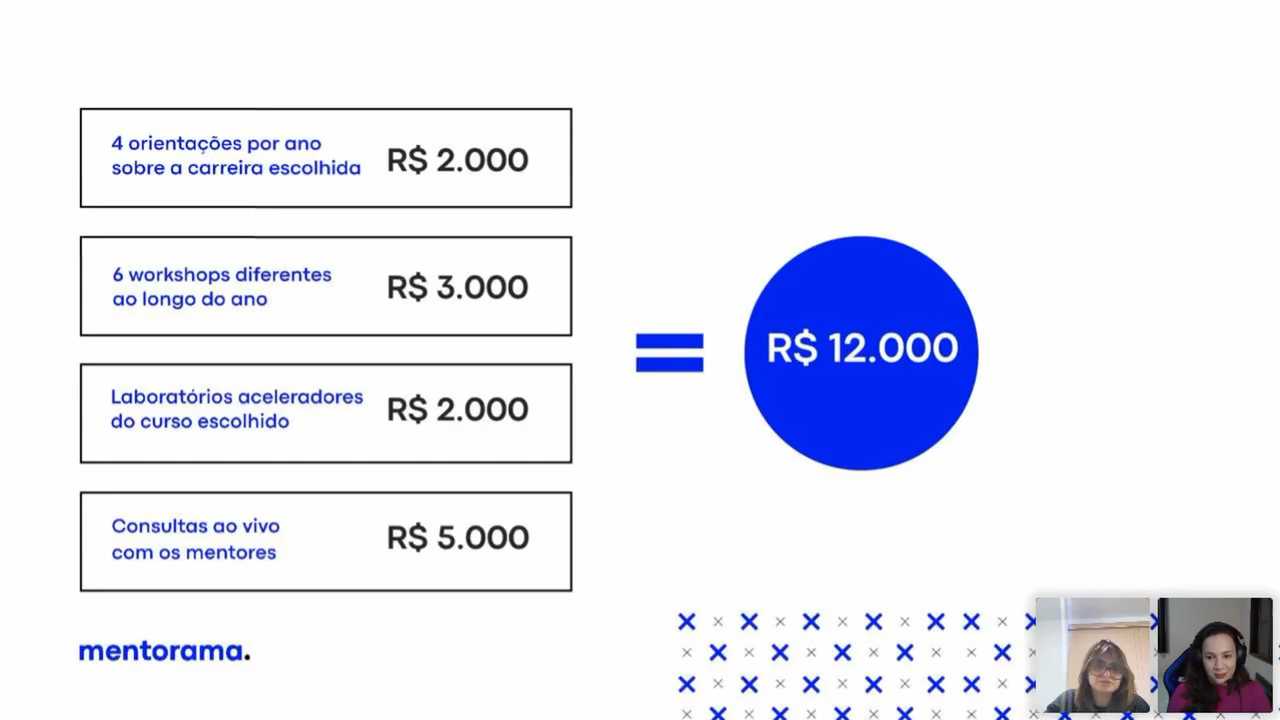 4 orientações por ano
sobre a carreira escolhida
R$ 2.000
6 workshops diferentes
ao longo do ano
R$ 3.000
Laboratórios aceleradores
do curso escolhido
R$ 2.000
Consultas ao vivo
com os mentores
R$ 5.000
R$ 12.000
mentorama.